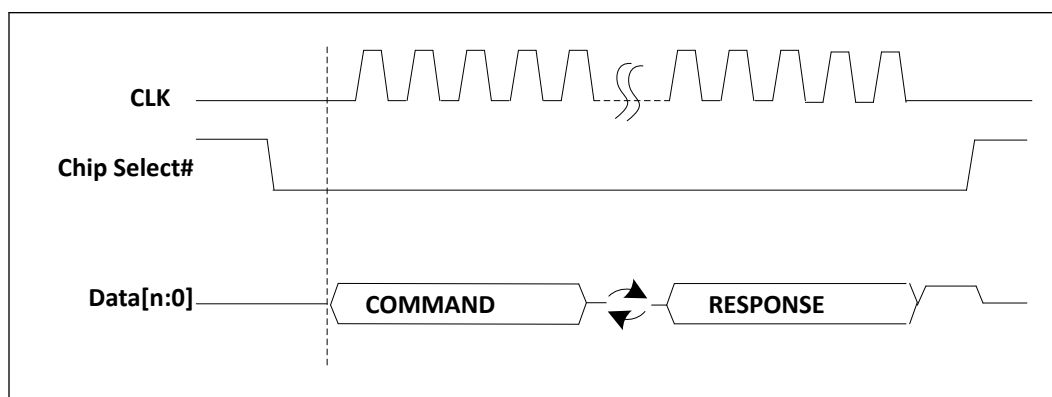 CLK
Chip Select#
Data[n:0]
COMMAND
RESPONSE